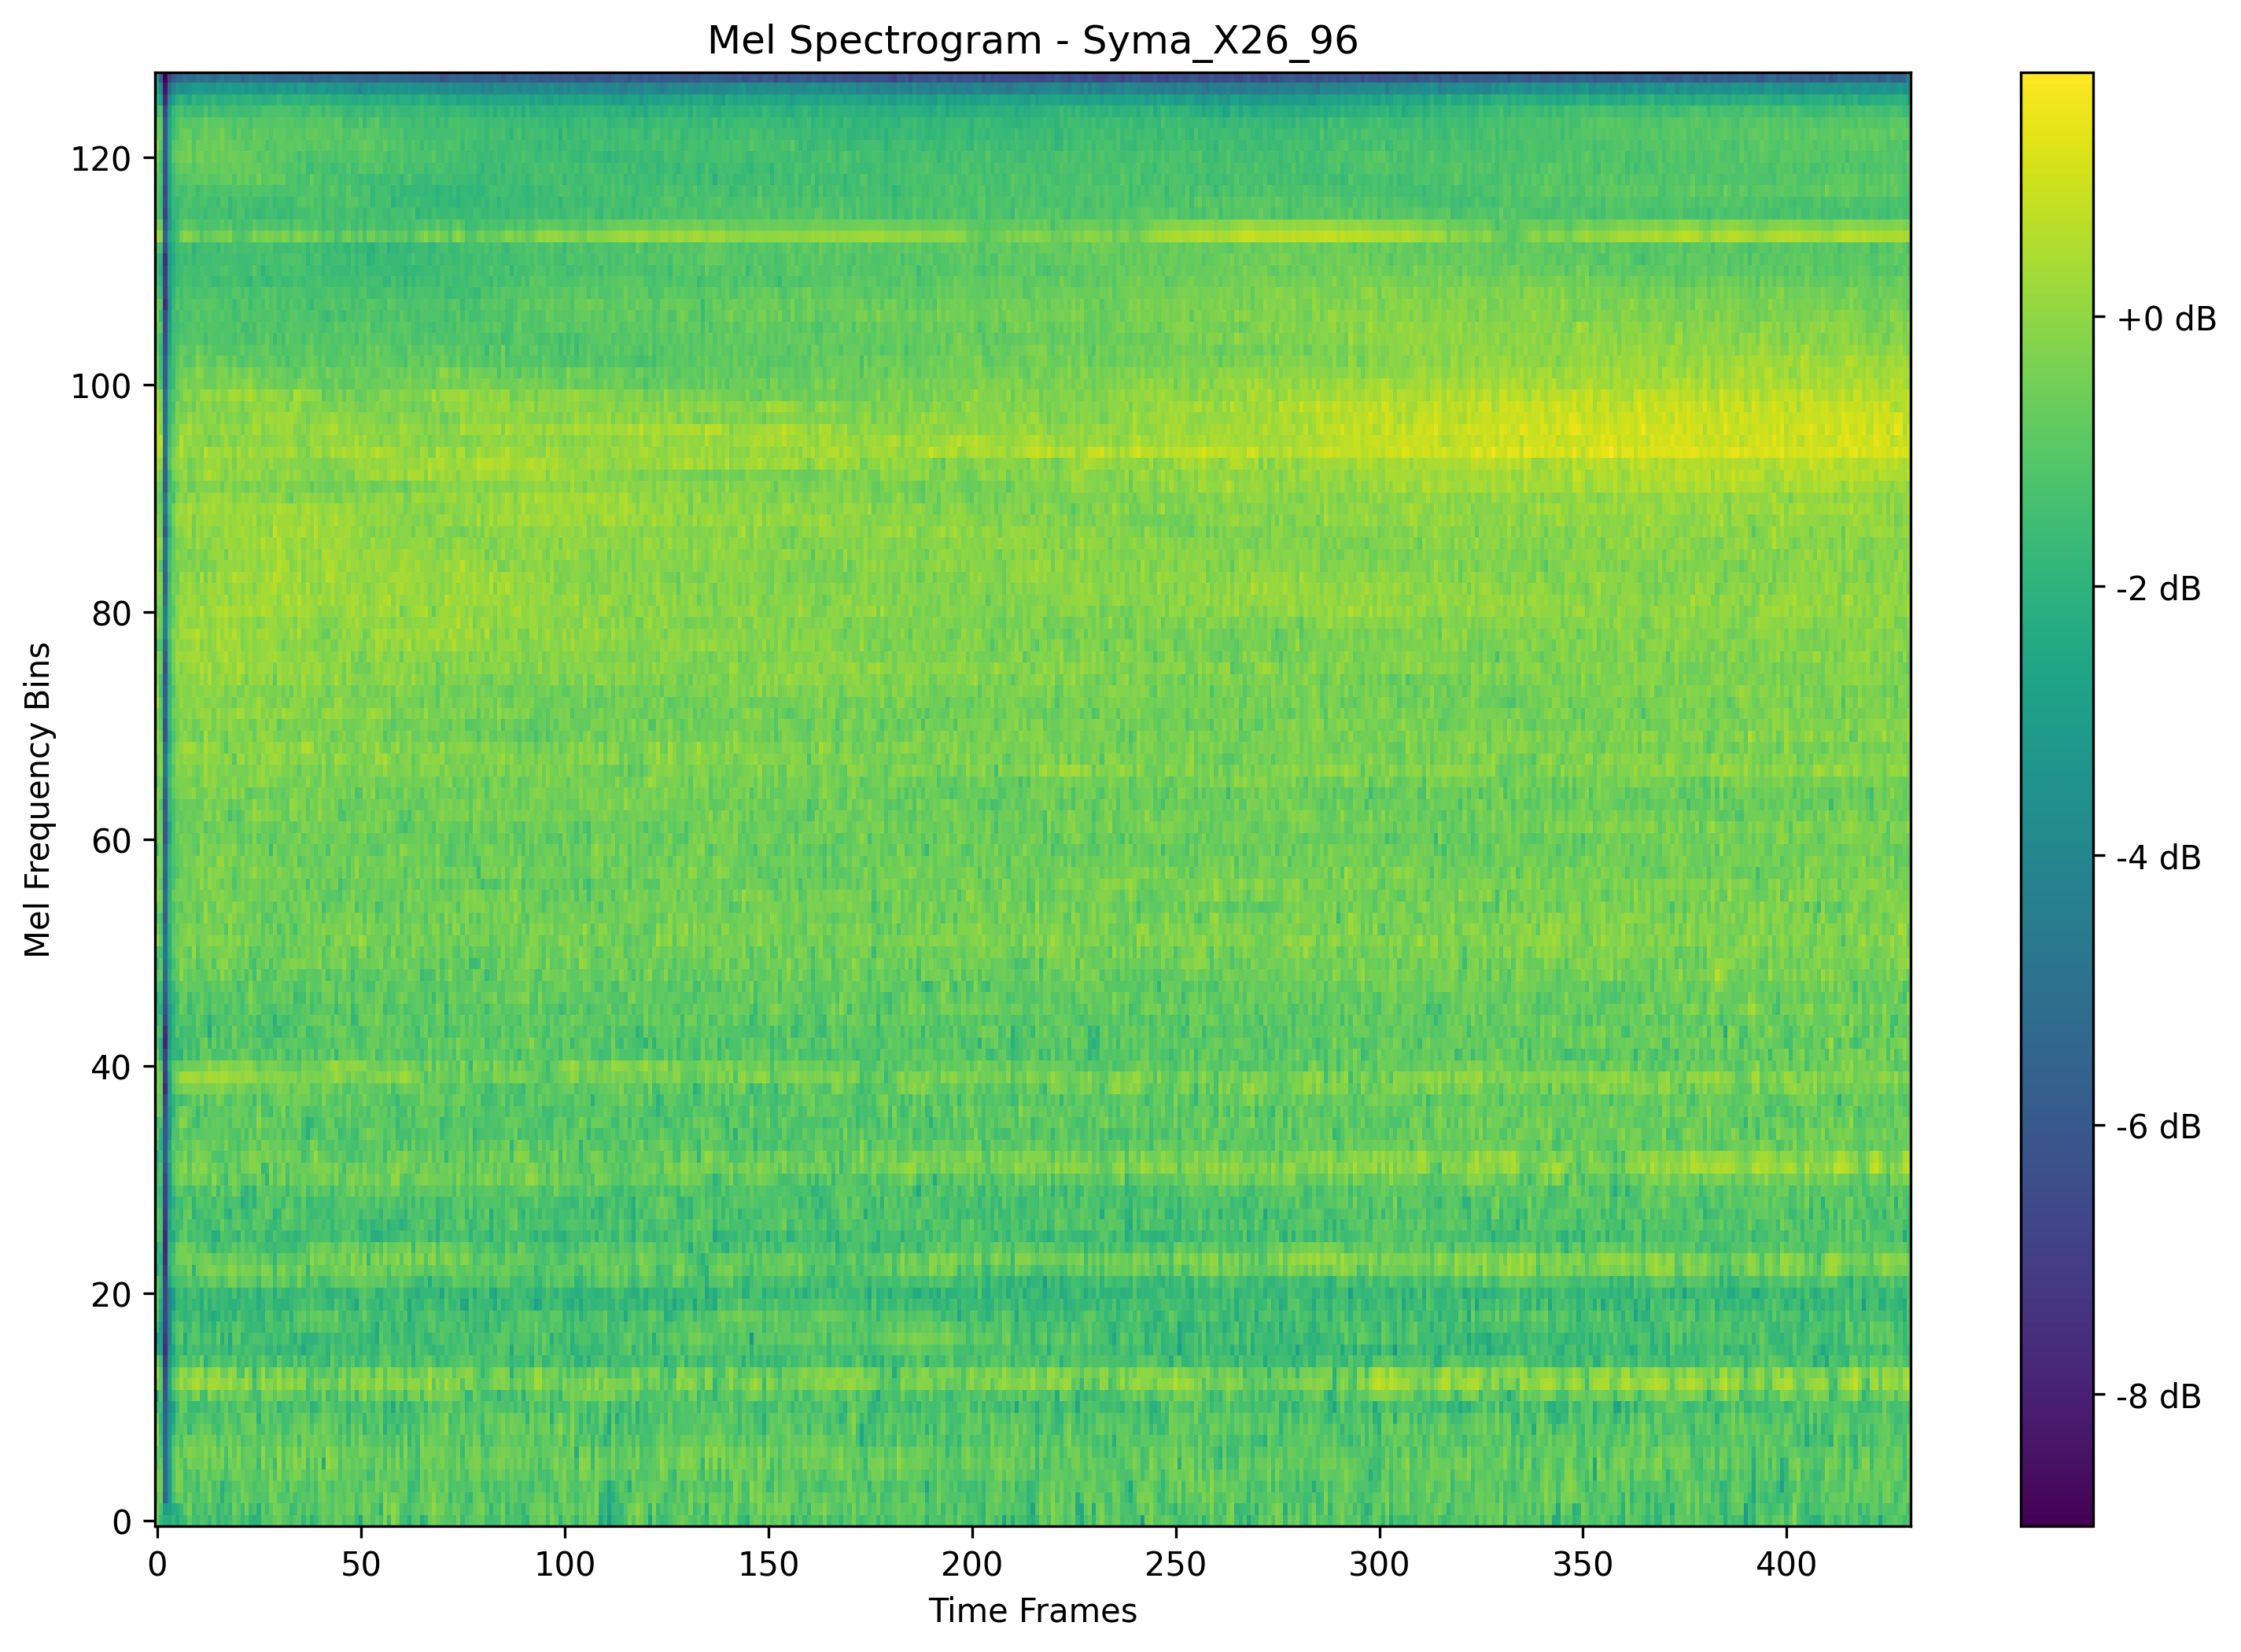 Mel Spectrogram - Syma_X26_96
120
100
80
60
40
20
0
Mel Frequency Bins
0 50 100 150 200 250 300 350 400
Time Frames
+0 dB
-2 dB
-4 dB
-6 dB
-8 dB